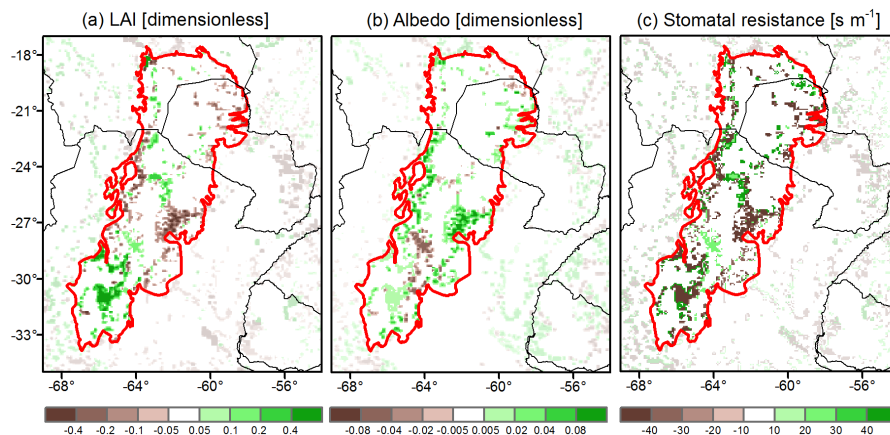 (a) LAI [dimensionless] (b) Albedo [dimensionless] (c) Stomatal resistance [s m⁻¹]
-18°
-21°
-24°
-27°
-30°
-33°
-68° -64° -60° -56° -68° -64° -60° -56° -68° -64° -60° -56°
-0.4 -0.2 -0.1 -0.05 0.05 0.1 0.2 0.4 -0.08 -0.04 -0.02 -0.005 0.005 0.02 0.04 0.08 -40 -30 -20 -10 10 20 30 40